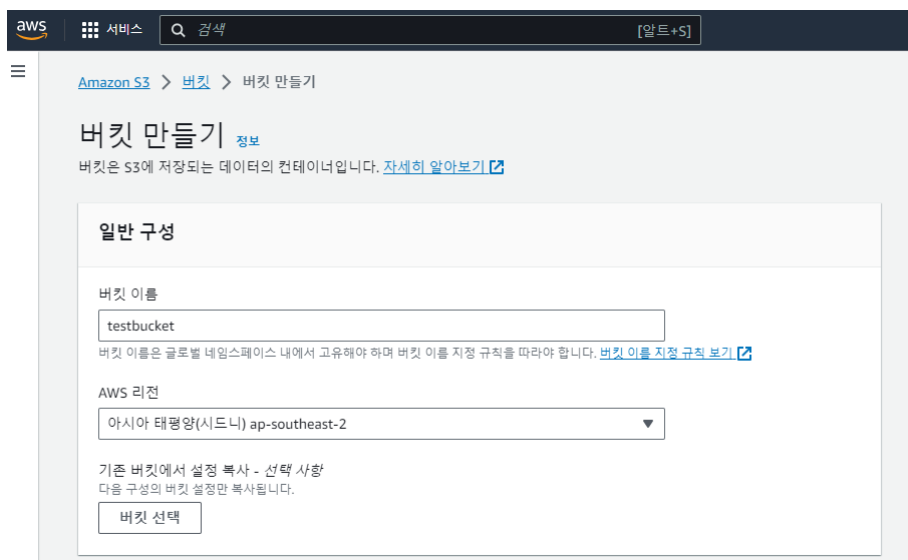 aws 서비스 검색 [알트+S]
Amazon S3 > 버킷 > 버킷 만들기
버킷 만들기 정보
버킷은 S3에 저장되는 데이터의 컨테이너입니다. 자세히 알아보기
일반 구성
버킷 이름
testbucket
버킷 이름은 글로벌 네임스페이스 내에서 고유해야 하며 버킷 이름 지정 규칙을 따라야 합니다. 버킷 이름 지정 규칙 보기
AWS 리전
아시아 태평양(시드니) ap-southeast-2
기존 버킷에서 설정 복사 - 선택 사항
다음 구성의 버킷 설정만 복사됩니다.
버킷 선택